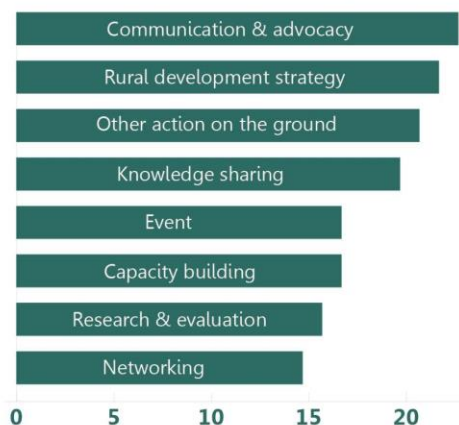 Communication & advocacy
Rural development strategy
Other action on the ground
Knowledge sharing
Event
Capacity building
Research & evaluation
Networking
0 5 10 15 20